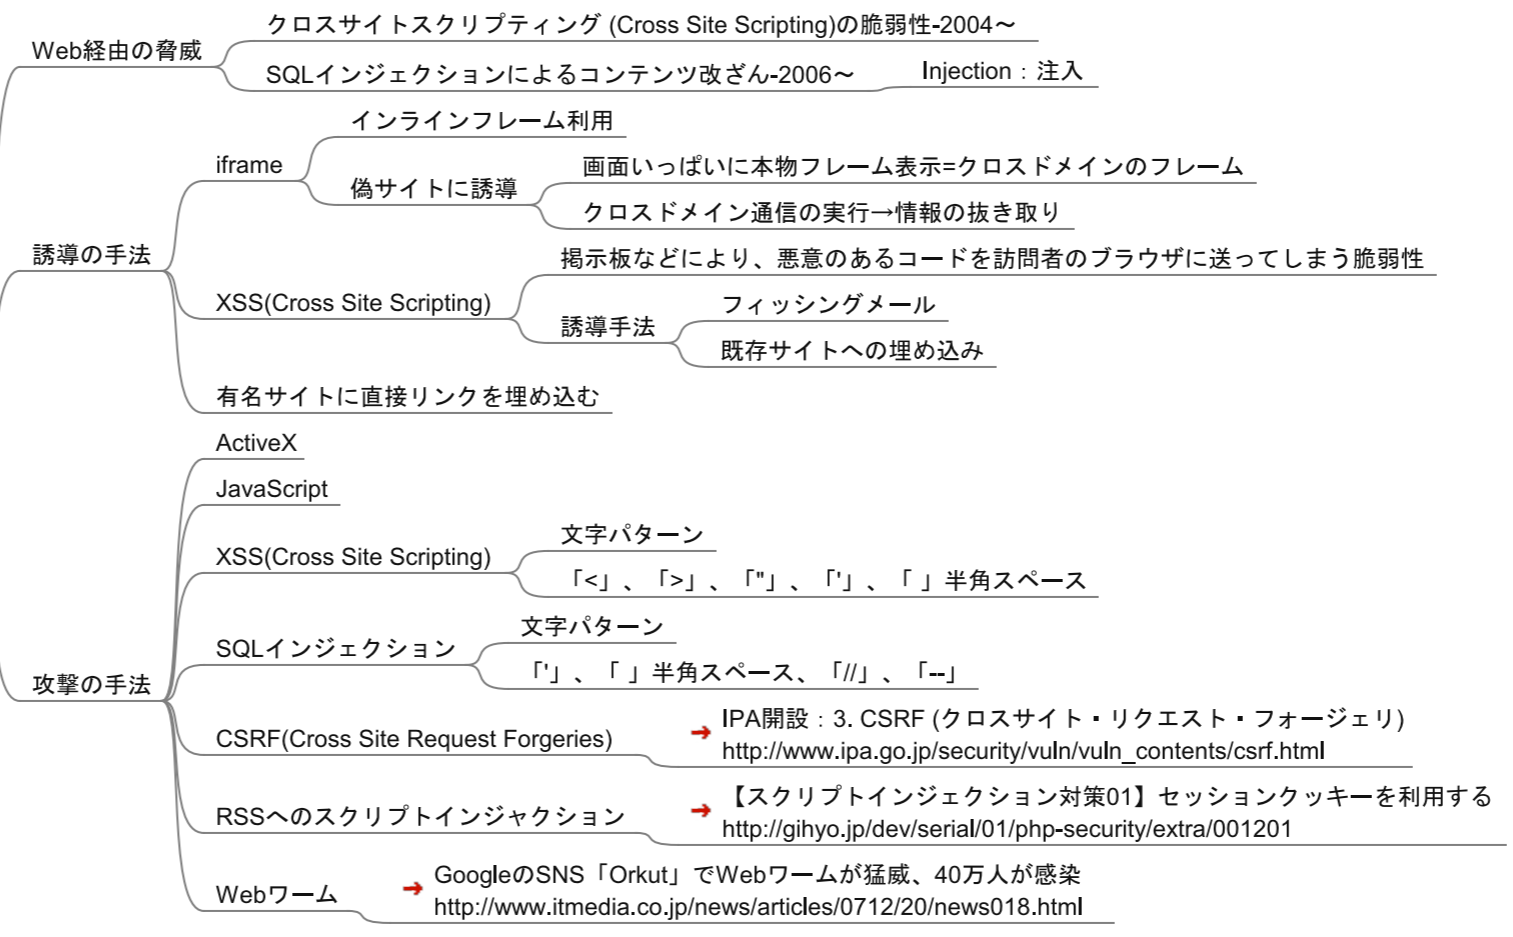 Web経由の脅威
クロスサイトスクリプティング (Cross Site Scripting)の脆弱性-2004～
SQLインジェクションによるコンテンツ改ざん-2006～
Injection：注入
誘導の手法
iframe
インラインフレーム利用
偽サイトに誘導
画面いっぱいに本物フレーム表示=クロスドメインのフレーム
クロスドメイン通信の実行→情報の抜き取り
XSS(Cross Site Scripting)
掲示板などにより、悪意のあるコードを訪問者のブラウザに送ってしまう脆弱性
誘導手法
フィッシングメール
既存サイトへの埋め込み
有名サイトに直接リンクを埋め込む
攻撃の手法
ActiveX
JavaScript
XSS(Cross Site Scripting)
文字パターン
「<」、「>」、「"」、「'」、「 」半角スペース
SQLインジェクション
文字パターン
「'」、「 」半角スペース、「//」、「--」
CSRF(Cross Site Request Forgeries)
IPA開設：3. CSRF (クロスサイト・リクエスト・フォージェリ)
http://www.ipa.go.jp/security/vuln/vuln_contents/csrf.html
RSSへのスクリプトインジャクション
【スクリプトインジェクション対策01】セッションクッキーを利用する
http://gihyo.jp/dev/serial/01/php-security/extra/001201
Webワーム
GoogleのSNS「Orkut」でWebワームが猛威、40万人が感染
http://www.itmedia.co.jp/news/articles/0712/20/news018.html